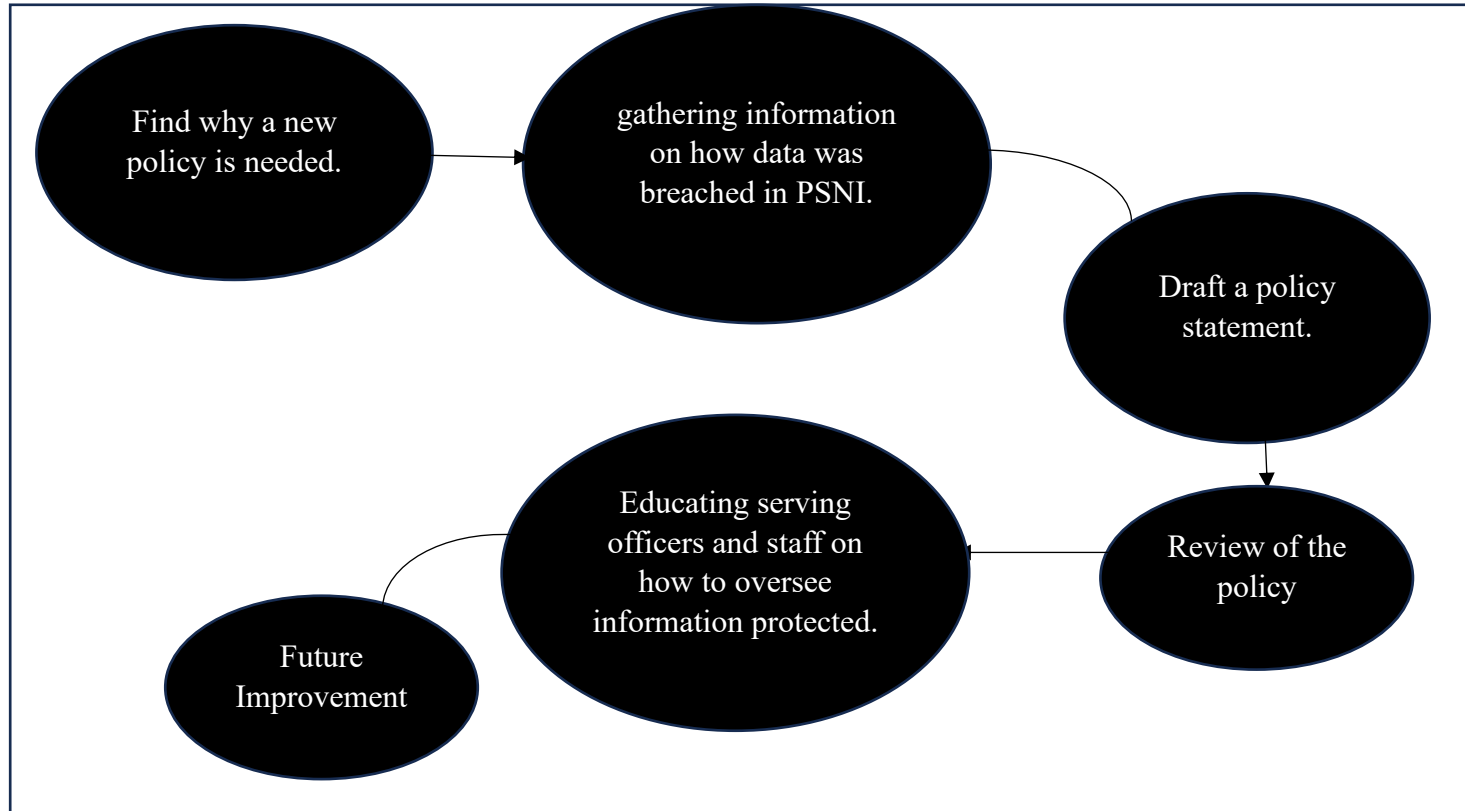 Find why a new
policy is needed.
gathering information
on how data was
breached in PSNI.
Draft a policy
statement.
Review of the
policy
Educating serving
officers and staff on
how to oversee
information protected.
Future
Improvement